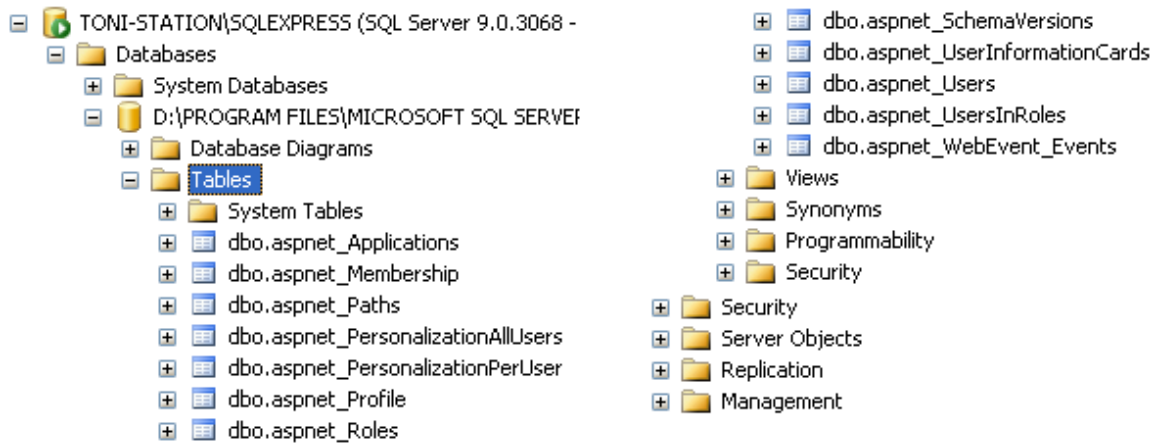 TONI-STATION\SQLEXPRESS (SQL Server 9.0.3068 -
Databases
System Databases
D:\PROGRAM FILES\MICROSOFT SQL SERVER
Database Diagrams
Tables
System Tables
dbo.aspnet_Applications
dbo.aspnet_Membership
dbo.aspnet_Paths
dbo.aspnet_PersonalizationAllUsers
dbo.aspnet_PersonalizationPerUser
dbo.aspnet_Profile
dbo.aspnet_Roles
dbo.aspnet_SchemaVersions
dbo.aspnet_UserInformationCards
dbo.aspnet_Users
dbo.aspnet_UsersInRoles
dbo.aspnet_WebEvent_Events
Views
Synonyms
Programmability
Security
Security
Server Objects
Replication
Management